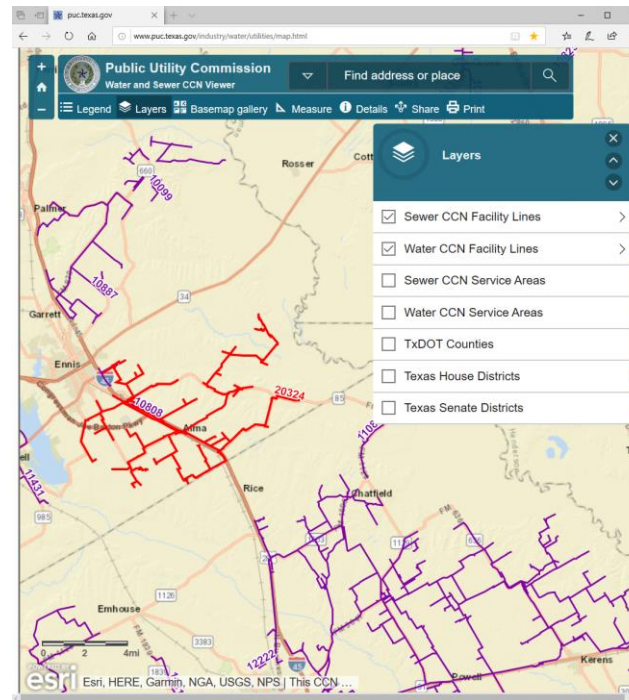 puc.texas.gov
www.puc.texas.gov/industry/water/utilities/map.html
Public Utility Commission
Water and Sewer CCN Viewer
Find address or place
Legend
Layers
Basemap gallery
Measure
Details
Share
Print
Layers
Sewer CCN Facility Lines
Water CCN Facility Lines
Sewer CCN Service Areas
Water CCN Service Areas
TxDOT Counties
Texas House Districts
Texas Senate Districts
Rosser
660
10099
Palmer
10887
34
Garrett
Ennis
20324
85
10808
Alma
11431
Rice
Chatfield
985
1126
Emhouse
3383
0 2 4mi
12222
45
Powell
Kerens
esri
Esri, HERE, Garmin, NGA, USGS, NPS | This CCN ...